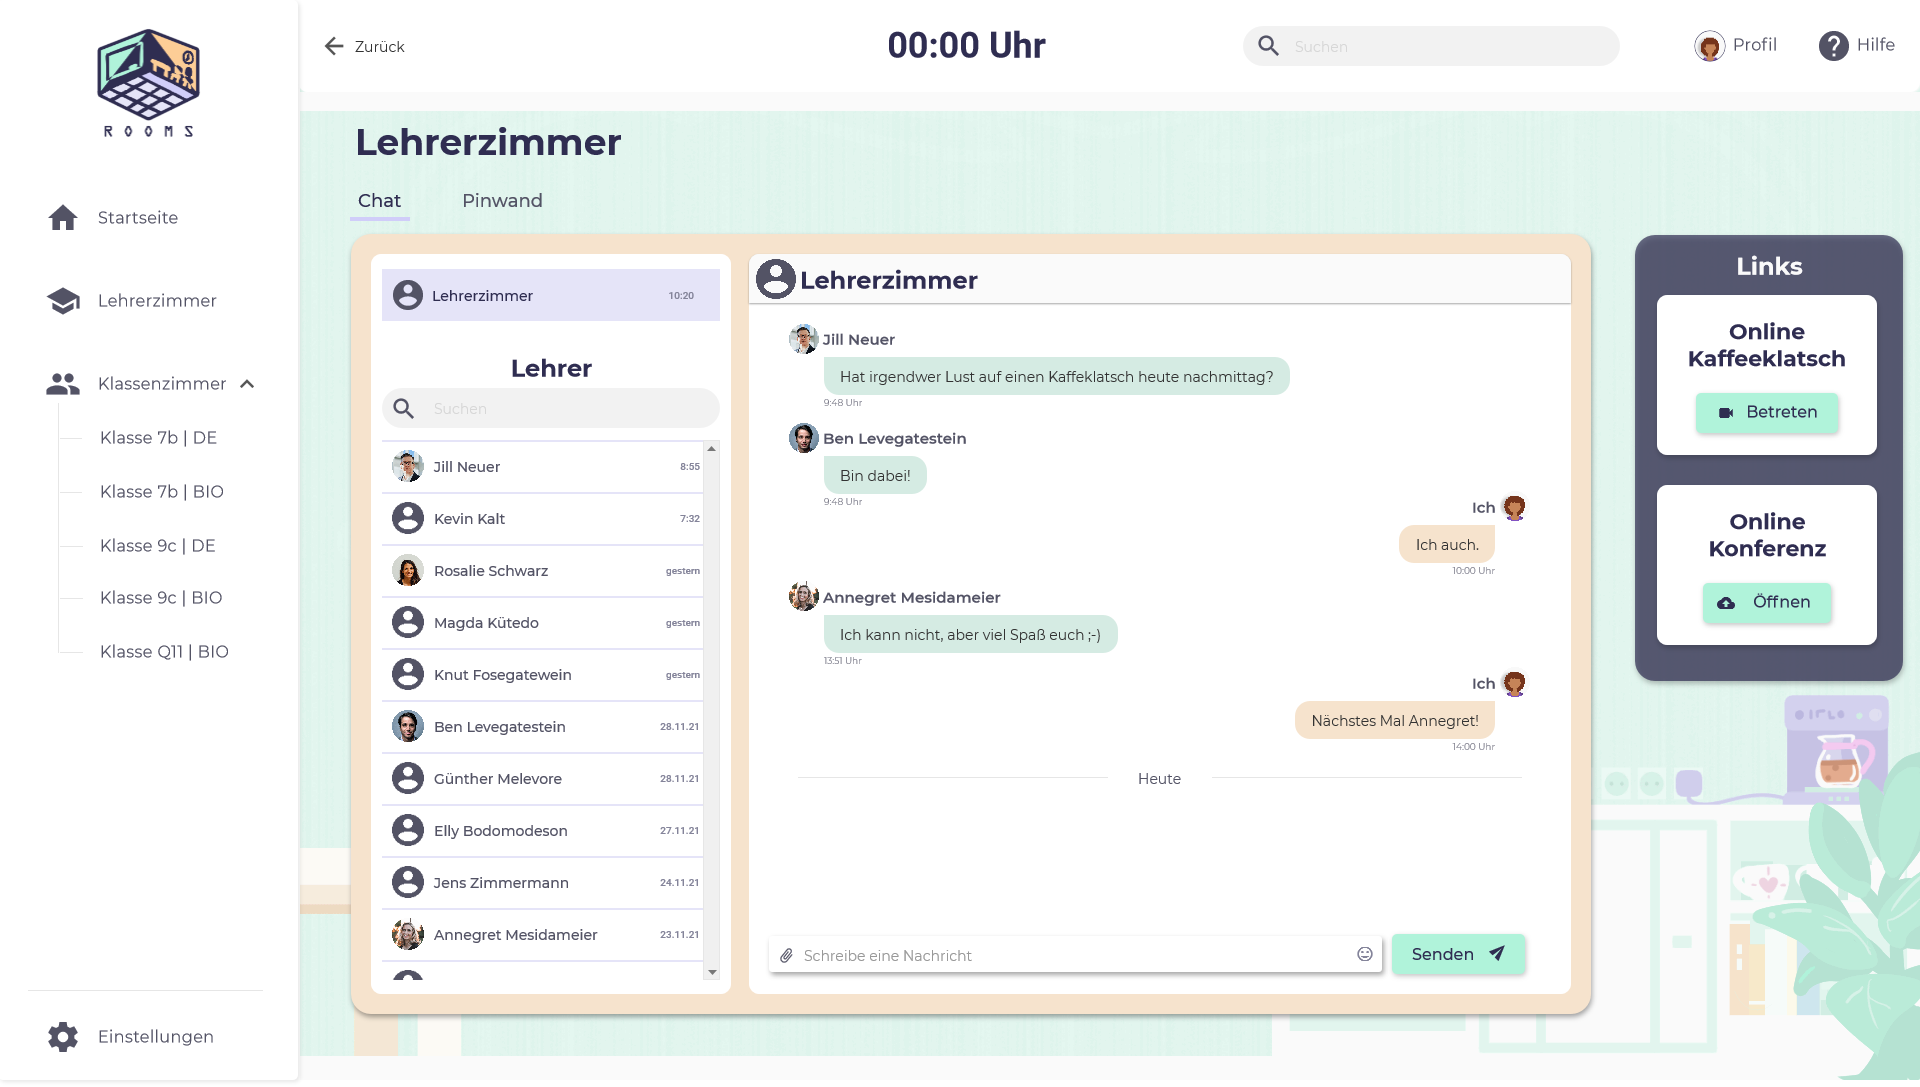 ROOMS
Startseite
Lehrerzimmer
Klassenzimmer
Klasse 7b | DE
Klasse 7b | BIO
Klasse 9c | DE
Klasse 9c | BIO
Klasse Q11 | BIO
Einstellungen
Zurück
00:00 Uhr
Suchen
Profil
Hilfe
Lehrerzimmer
Chat
Pinwand
Lehrerzimmer
10:20
Lehrer
Suchen
Jill Neuer
8:55
Kevin Kalt
7:32
Rosalie Schwarz
gestern
Magda Kütedo
gestern
Knut Fosegatewein
gestern
Ben Levegatestein
28.11.21
Günther Melevore
28.11.21
Elly Bodomodeson
27.11.21
Jens Zimmermann
24.11.21
Annegret Mesidameier
23.11.21
Lehrerzimmer
Jill Neuer
Hat irgendwer Lust auf einen Kaffeklatsch heute nachmittag?
9:48 Uhr
Ben Levegatestein
Bin dabei!
9:48 Uhr
Ich
Ich auch.
10:00 Uhr
Annegret Mesidameier
Ich kann nicht, aber viel Spaß euch ;-)
13:51 Uhr
Ich
Nächstes Mal Annegret!
14:00 Uhr
Heute
Schreibe eine Nachricht
Senden
Links
Online
Kaffeeklatsch
Betreten
Online
Konferenz
Öffnen